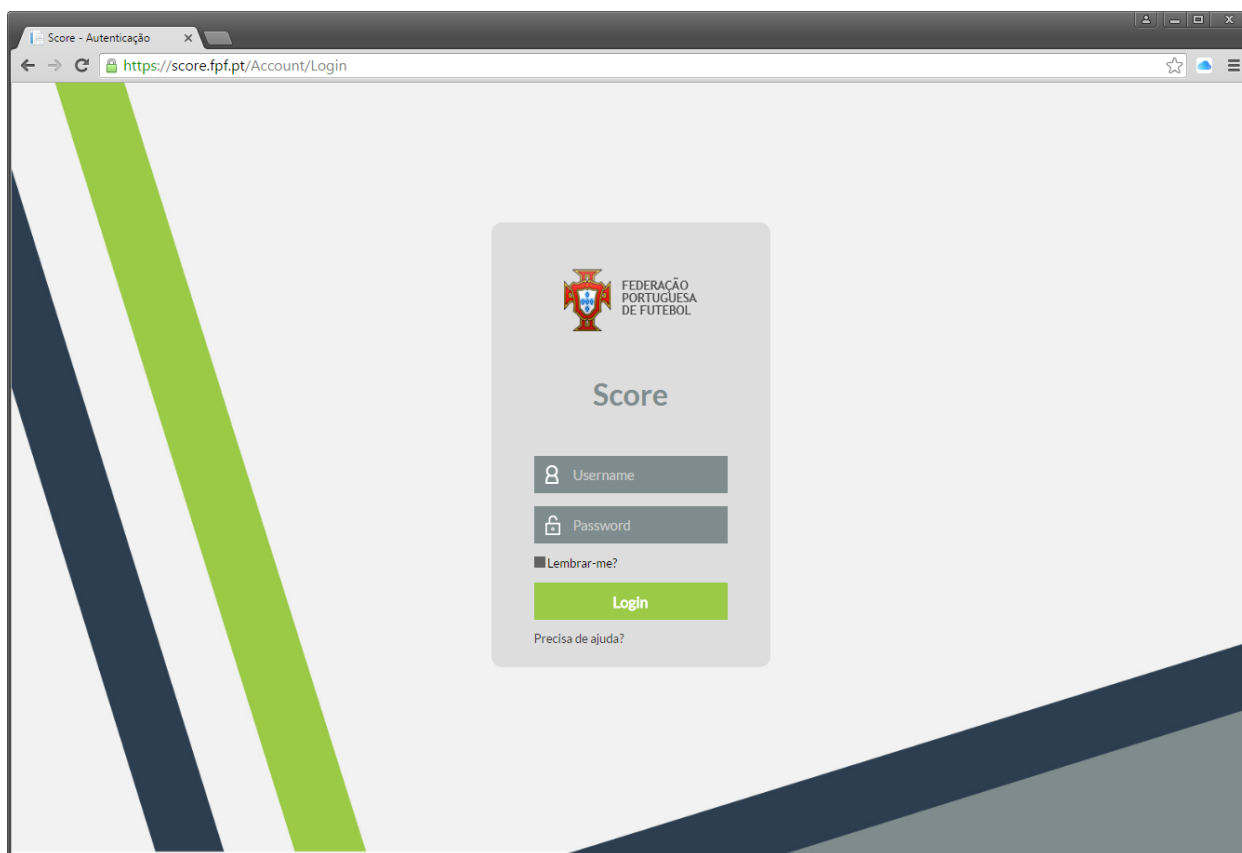 Score - Autenticação
https://score.fpf.pt/Account/Login
FEDERAÇÃO
PORTUGUESA
DE FUTEBOL
Score
Username
Password
Lembrar-me?
Login
Precisa de ajuda?